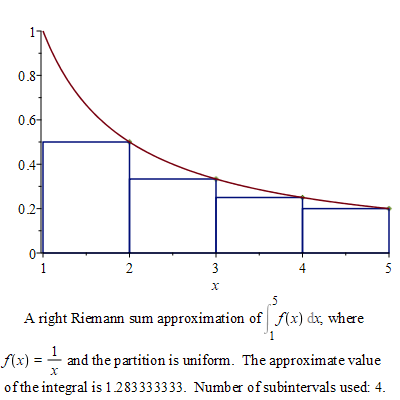 1
0.8
0.6
0.4
0.2
0
1 2 3 4 5
x
A right Riemann sum approximation of ∫₁⁵ f(x) dx, where
f(x) = 1/x and the partition is uniform. The approximate value
of the integral is 1.283333333. Number of subintervals used: 4.